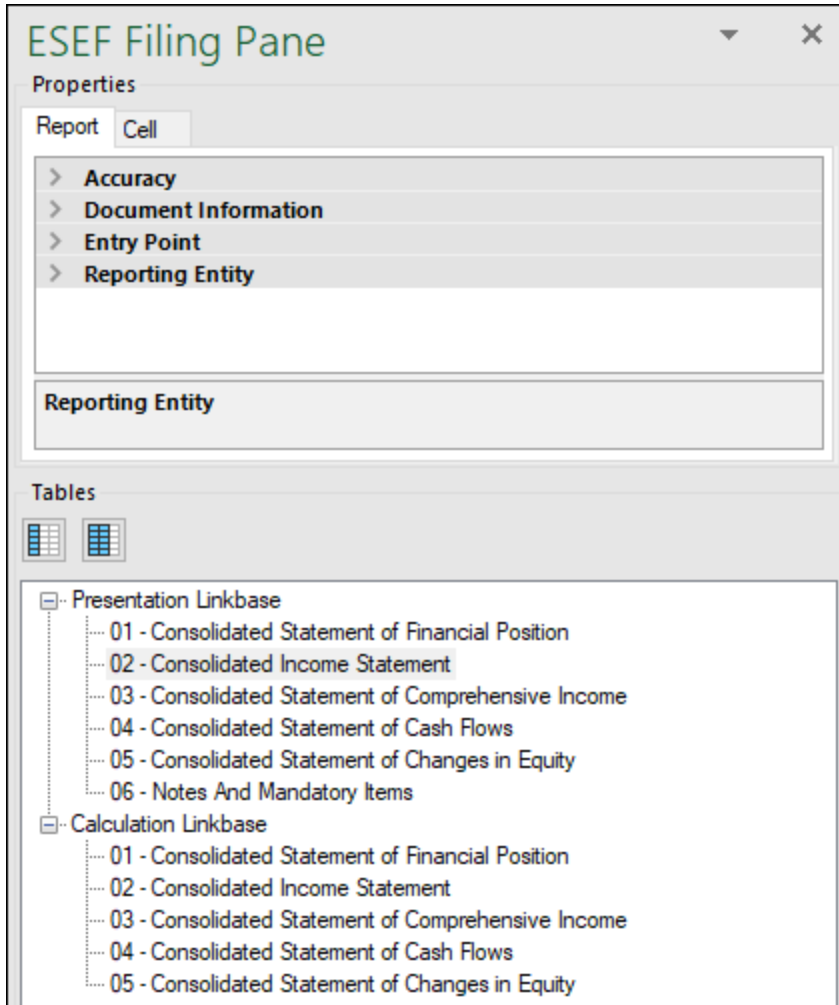 ESEF Filing Pane
Properties
Report Cell
Accuracy
Document Information
Entry Point
Reporting Entity
Reporting Entity
Tables
Presentation Linkbase
01 - Consolidated Statement of Financial Position
02 - Consolidated Income Statement
03 - Consolidated Statement of Comprehensive Income
04 - Consolidated Statement of Cash Flows
05 - Consolidated Statement of Changes in Equity
06 - Notes And Mandatory Items
Calculation Linkbase
01 - Consolidated Statement of Financial Position
02 - Consolidated Income Statement
03 - Consolidated Statement of Comprehensive Income
04 - Consolidated Statement of Cash Flows
05 - Consolidated Statement of Changes in Equity